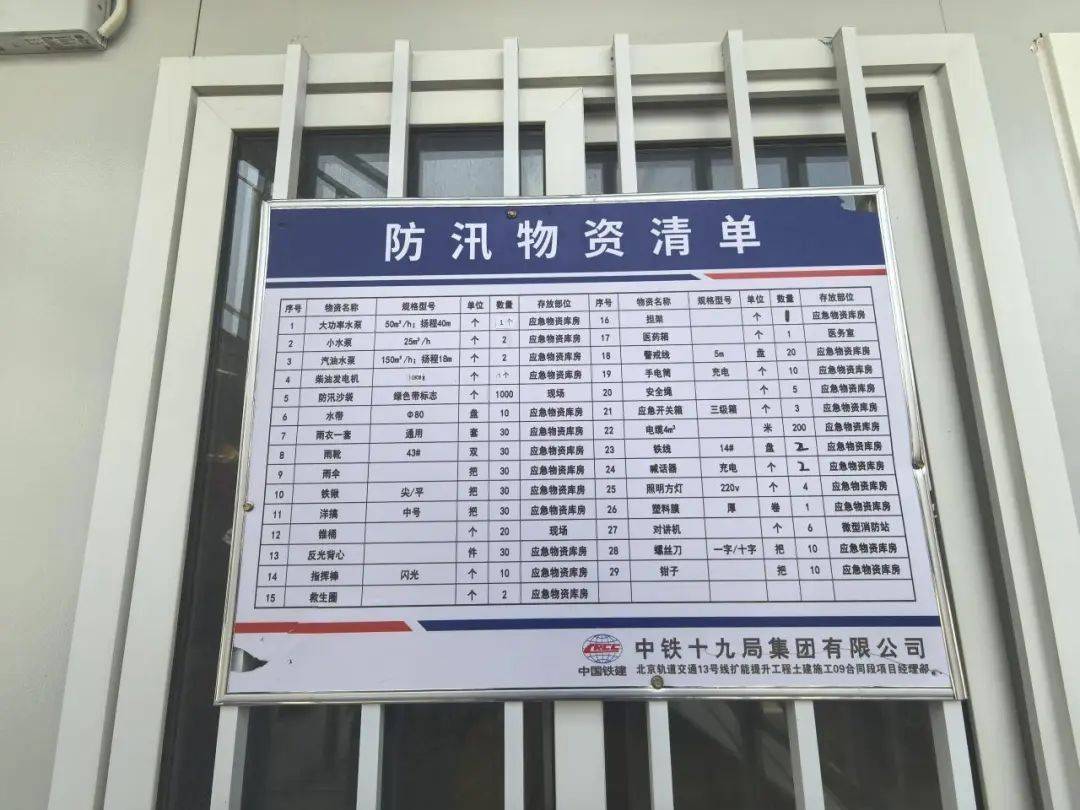 防汛物资清单
序号 物资名称 规格型号 单位 数量 存放部位 序号 物资名称 规格型号 单位 数量 存放部位
1 大功率水泵 50m³/h；扬程40m 个 1个 应急物资库房 16 担架 个 1 应急物资库房
2 小水泵 25m³/h 个 2 应急物资库房 17 医药箱 个 1 医务室
3 汽油水泵 150m³/h；扬程18m 个 2 应急物资库房 18 警戒线 5m 盘 20 应急物资库房
4 柴油发电机 个 1个 应急物资库房 19 手电筒 充电 个 10 应急物资库房
5 防汛沙袋 绿色带标志 个 1000 现场 20 安全绳 个 5 应急物资库房
6 水带 Φ80 盘 10 应急物资库房 21 应急开关箱 三级箱 个 3 应急物资库房
7 雨衣一套 通用 套 30 应急物资库房 22 电缆4m² 米 200 应急物资库房
8 雨靴 43# 双 30 应急物资库房 23 铁线 14# 盘 2 应急物资库房
9 雨伞 把 30 应急物资库房 24 喊话器 充电 个 2 应急物资库房
10 铁锹 尖/平 把 30 应急物资库房 25 照明方灯 220v 个 4 应急物资库房
11 洋镐 中号 把 30 应急物资库房 26 塑料膜 厚 卷 1 应急物资库房
12 锥桶 个 20 现场 27 对讲机 个 6 微型消防站
13 反光背心 件 30 应急物资库房 28 螺丝刀 一字/十字 把 10 应急物资库房
14 指挥棒 闪光 个 10 应急物资库房 29 钳子 把 10 应急物资库房
15 救生圈 个 2 应急物资库房
CRCC
中国铁建
中铁十九局集团有限公司
北京轨道交通13号线扩能提升工程土建施工09合同段项目经理部